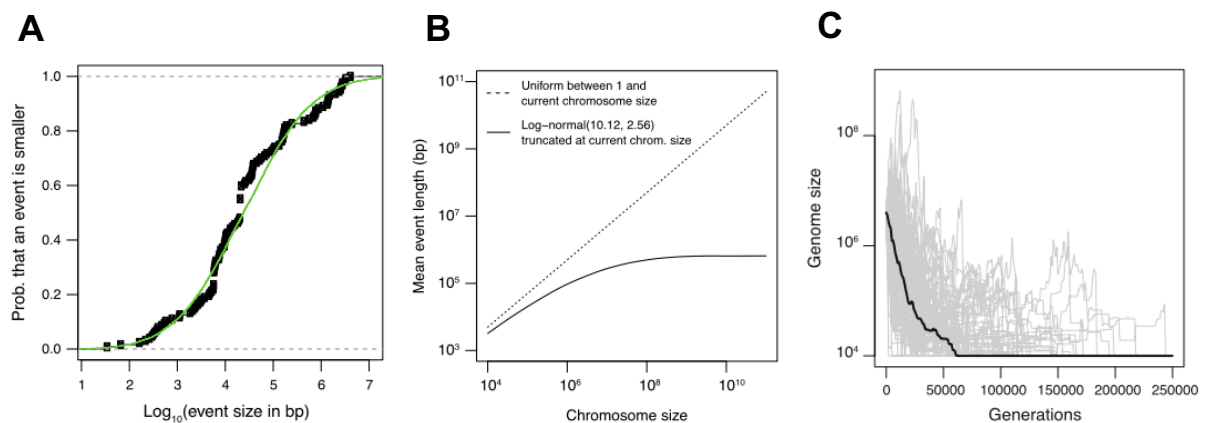 A
Prob. that an event is smaller
1.0
0.8
0.6
0.4
0.2
0.0
1 2 3 4 5 6 7
Log10(event size in bp)
B
Mean event length (bp)
10^11
10^9
10^7
10^5
10^3
Uniform between 1 and
current chromosome size
Log−normal(10.12, 2.56)
truncated at current chrom. size
10^4 10^6 10^8 10^10
Chromosome size
C
Genome size
10^8
10^6
10^4
0 50000 100000 150000 200000 250000
Generations